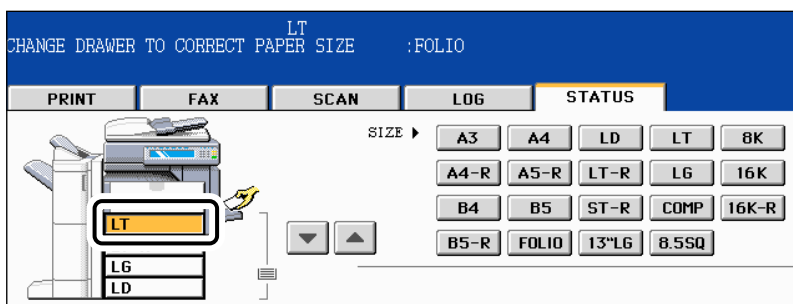 LT
CHANGE DRAWER TO CORRECT PAPER SIZE :FOLIO
PRINT FAX SCAN LOG STATUS
SIZE A3 A4 LD LT 8K
A4-R A5-R LT-R LG 16K
B4 B5 ST-R COMP 16K-R
B5-R FOLIO 13"LG 8.5SQ
LT
LG
LD